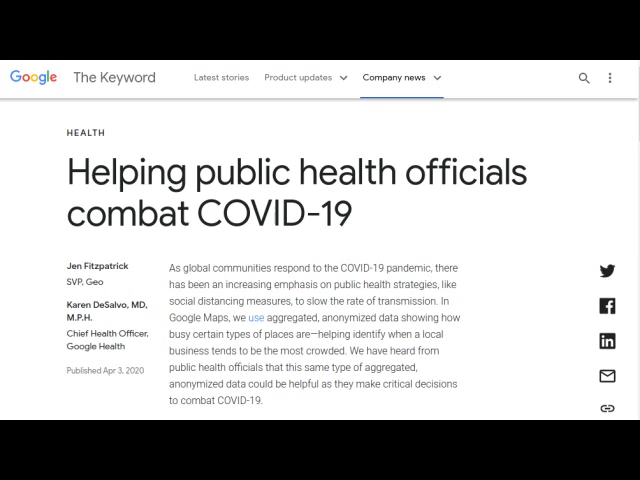 Google The Keyword Latest stories Product updates Company news
HEALTH
Helping public health officials
combat COVID-19
Jen Fitzpatrick
SVP, Geo
Karen DeSalvo, MD,
M.P.H.
Chief Health Officer,
Google Health
Published Apr 3, 2020
As global communities respond to the COVID-19 pandemic, there
has been an increasing emphasis on public health strategies, like
social distancing measures, to slow the rate of transmission. In
Google Maps, we use aggregated, anonymized data showing how
busy certain types of places are—helping identify when a local
business tends to be the most crowded. We have heard from
public health officials that this same type of aggregated,
anonymized data could be helpful as they make critical decisions
to combat COVID-19.